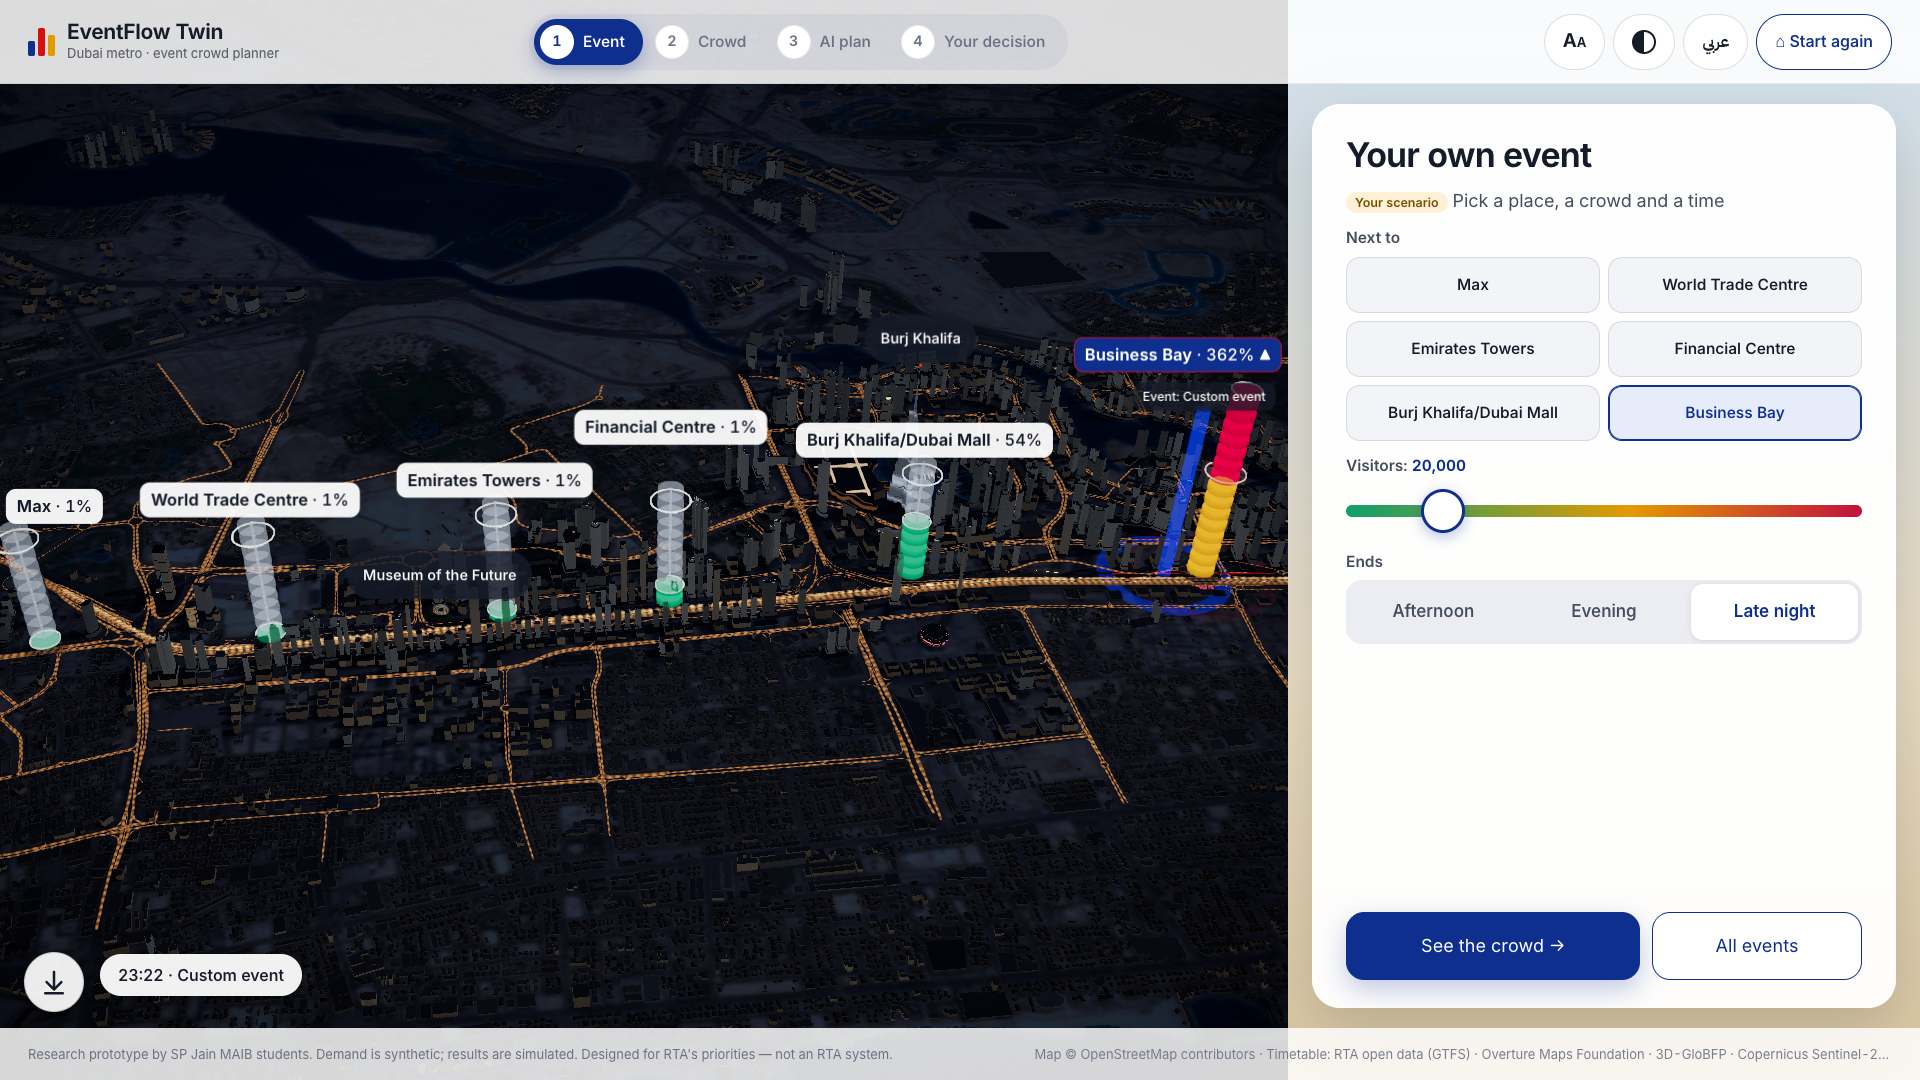 EventFlow Twin
Dubai metro · event crowd planner
1 Event
2 Crowd
3 AI plan
4 Your decision
AA
عربي
⌂ Start again
Burj Khalifa
Business Bay · 362% ▲
Event: Custom event
Financial Centre · 1%
Burj Khalifa/Dubai Mall · 54%
Emirates Towers · 1%
World Trade Centre · 1%
Max · 1%
Museum of the Future
23:22 · Custom event
Your own event
Your scenario Pick a place, a crowd and a time
Next to
Max
World Trade Centre
Emirates Towers
Financial Centre
Burj Khalifa/Dubai Mall
Business Bay
Visitors: 20,000
Ends
Afternoon
Evening
Late night
See the crowd →
All events
Research prototype by SP Jain MAIB students. Demand is synthetic; results are simulated. Designed for RTA's priorities — not an RTA system.
Map © OpenStreetMap contributors · Timetable: RTA open data (GTFS) · Overture Maps Foundation · 3D-GloBFP · Copernicus Sentinel-2...